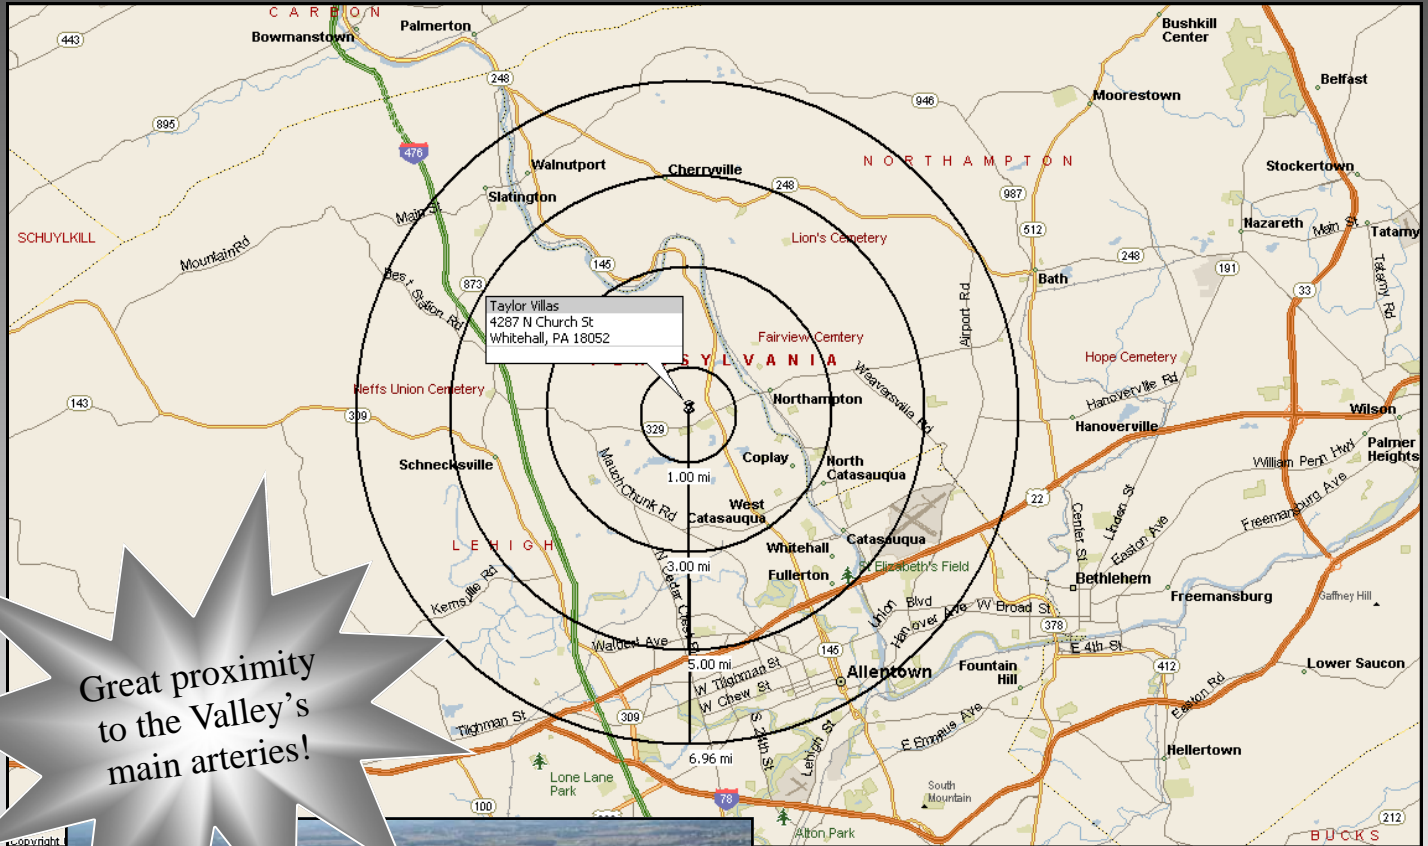 CARBON
Bowmanstown
Palmerton
443
248
Bushkill
Center
Belfast
946
Moorestown
895
476
NORTHAMPTON
Walnutport
Cherryville
248
Stockertown
Slatington
987
Main St
512
Nazareth
Main St
Tatamy
SCHUYLKILL
Mountain Rd
Lion's Cemetery
145
248
191
Best Station Rd
873
Bath
33
Tatamy Rd
Airport Rd
Taylor Villas
4287 N Church St
Whitehall, PA 18052
Fairview Cemtery
SYLVANIA
Hope Cemetery
Neffs Union Cemetery
Weaversville Rd
Hanoverville Rd
143
309
Northampton
Wilson
329
Hanoverville
Palmer
Heights
Schnecksville
Mauch Chunk Rd
Coplay
North
Catasauqua
William Penn Hwy
1.00 mi
22
Freemansburg Ave
West
Catasauqua
Center St
Linden St
Easton Ave
LEHIGH
Whitehall
Catasauqua
3.00 mi
Fullerton
St Elizabeth's Field
Bethlehem
Kernsville Rd
N Cedar Crest Bl
Union Blvd
Hanover Ave
W Broad St
Freemansburg
Gaffney Hill
378
Walbert Ave
145
E 4th St
5.00 mi
W Tilghman St
Allentown
Fountain
Hill
412
Lower Saucon
W Chew St
Easton Rd
Great proximity
to the Valley's
main arteries!
Tilghman St
309
S 24th St
Lehigh St
E Emmaus Ave
Hellertown
6.96 mi
Lone Lane
Park
South
Mountain
100
78
Alton Park
212
BUCKS
Copyright